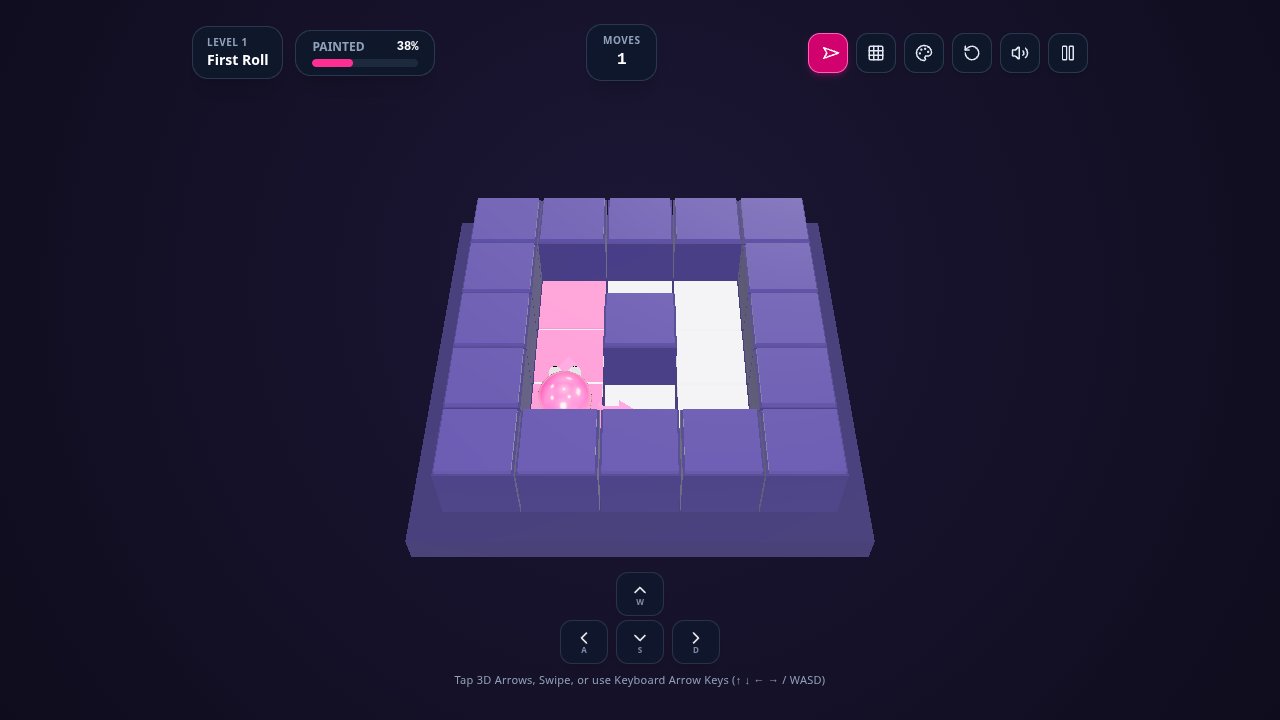 LEVEL 1
First Roll
PAINTED 38%
MOVES
1
W
A S D
Tap 3D Arrows, Swipe, or use Keyboard Arrow Keys (↑ ↓ ← → / WASD)